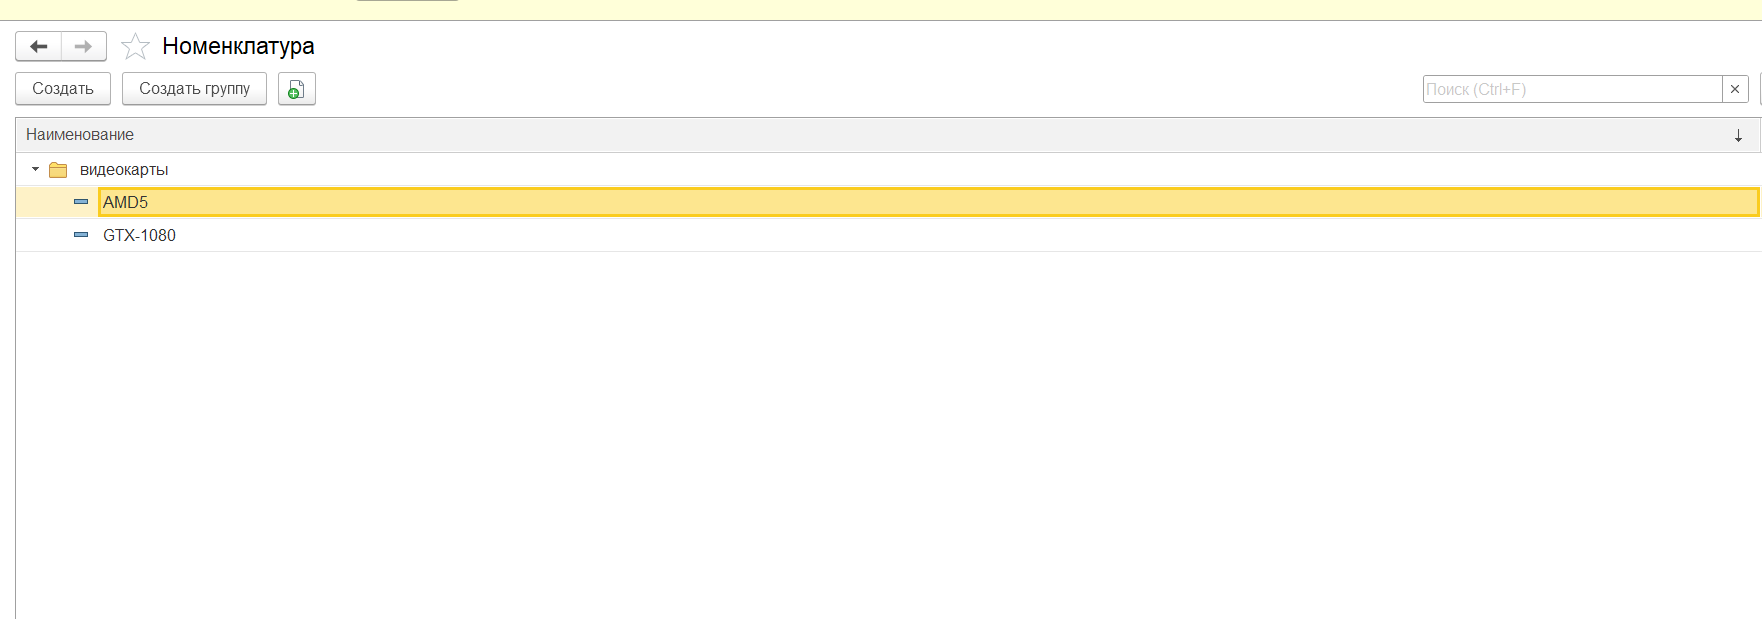 Номенклатура
Создать Создать группу Поиск (Ctrl+F)
Наименование
видеокарты
AMD5
GTX-1080